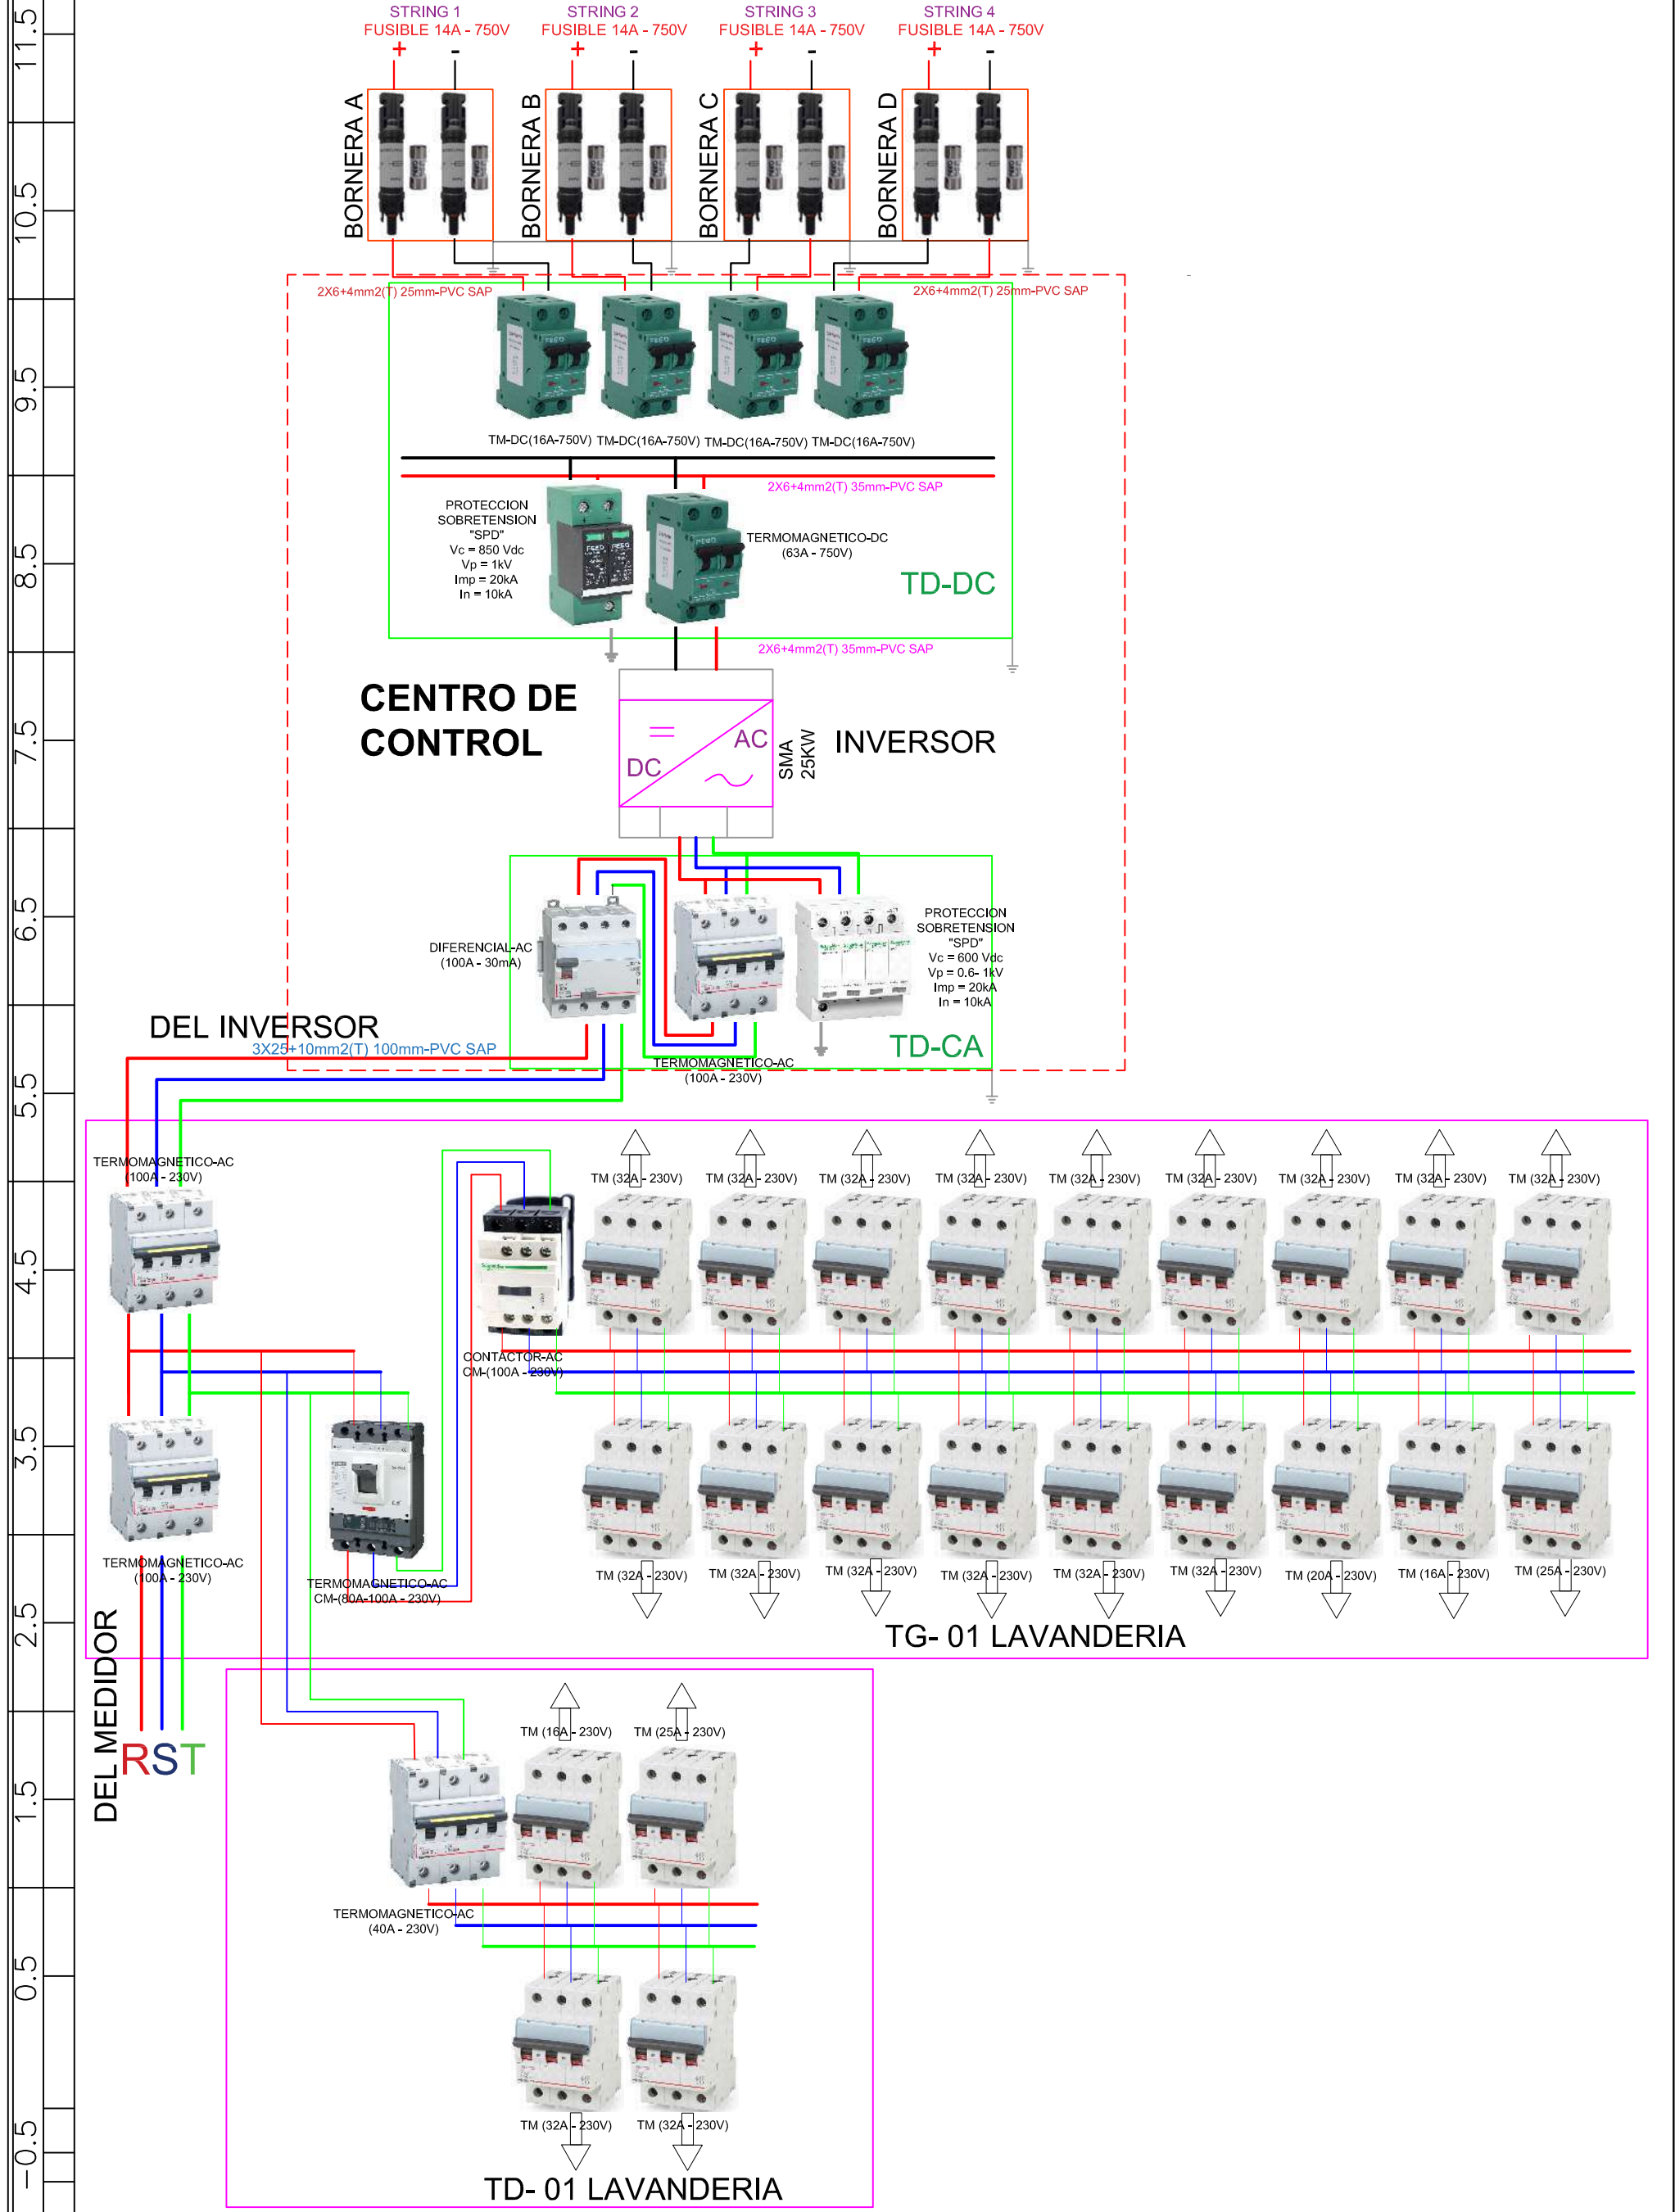 11.5
10.5
9.5
8.5
7.5
6.5
5.5
4.5
3.5
2.5
1.5
0.5
-0.5
STRING 1
FUSIBLE 14A - 750V
+ -
STRING 2
FUSIBLE 14A - 750V
+ -
STRING 3
FUSIBLE 14A - 750V
+ -
STRING 4
FUSIBLE 14A - 750V
+ -
BORNERA A
BORNERA B
BORNERA C
BORNERA D
2X6+4mm2(T) 25mm-PVC SAP
2X6+4mm2(T) 25mm-PVC SAP
TM-DC(16A-750V)
TM-DC(16A-750V)
TM-DC(16A-750V)
TM-DC(16A-750V)
2X6+4mm2(T) 35mm-PVC SAP
PROTECCION
SOBRETENSION
"SPD"
Vc = 850 Vdc
Vp = 1kV
Imp = 20kA
In = 10kA
TERMOMAGNETICO-DC
(63A - 750V)
TD-DC
2X6+4mm2(T) 35mm-PVC SAP
CENTRO DE
CONTROL
DC
AC
SMA
25KW
INVERSOR
DIFERENCIAL-AC
(100A - 30mA)
PROTECCION
SOBRETENSION
"SPD"
Vc = 600 Vdc
Vp = 0.6- 1kV
Imp = 20kA
In = 10kA
TERMOMAGNETICO-AC
(100A - 230V)
TD-CA
DEL INVERSOR
3X25+10mm2(T) 100mm-PVC SAP
TERMOMAGNETICO-AC
(100A - 230V)
TM (32A - 230V)
TM (32A - 230V)
TM (32A - 230V)
TM (32A - 230V)
TM (32A - 230V)
TM (32A - 230V)
TM (32A - 230V)
TM (32A - 230V)
TM (32A - 230V)
CONTACTOR-AC
CM-(100A - 230V)
TERMOMAGNETICO-AC
(100A - 230V)
TERMOMAGNETICO-AC
CM-(80A-100A - 230V)
TM (32A - 230V)
TM (32A - 230V)
TM (32A - 230V)
TM (32A - 230V)
TM (32A - 230V)
TM (32A - 230V)
TM (20A - 230V)
TM (16A - 230V)
TM (25A - 230V)
TG- 01 LAVANDERIA
DEL MEDIDOR
RST
TM (16A - 230V)
TM (25A - 230V)
TERMOMAGNETICO-AC
(40A - 230V)
TM (32A - 230V)
TM (32A - 230V)
TD- 01 LAVANDERIA